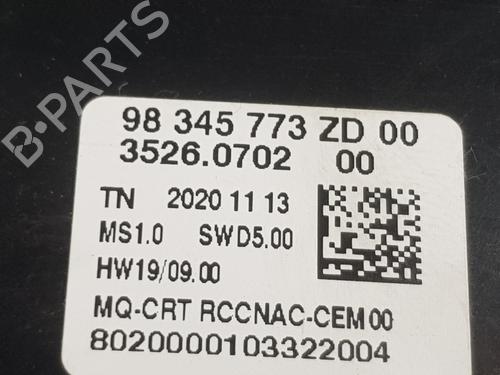 98 345 773 ZD 00
3526.0702 00
TN 2020 11 13
MS1.0 SWD5.00
HW19/09.00
MQ-CRT RCCNAC-CEM00
8020000103322004
B-PARTS